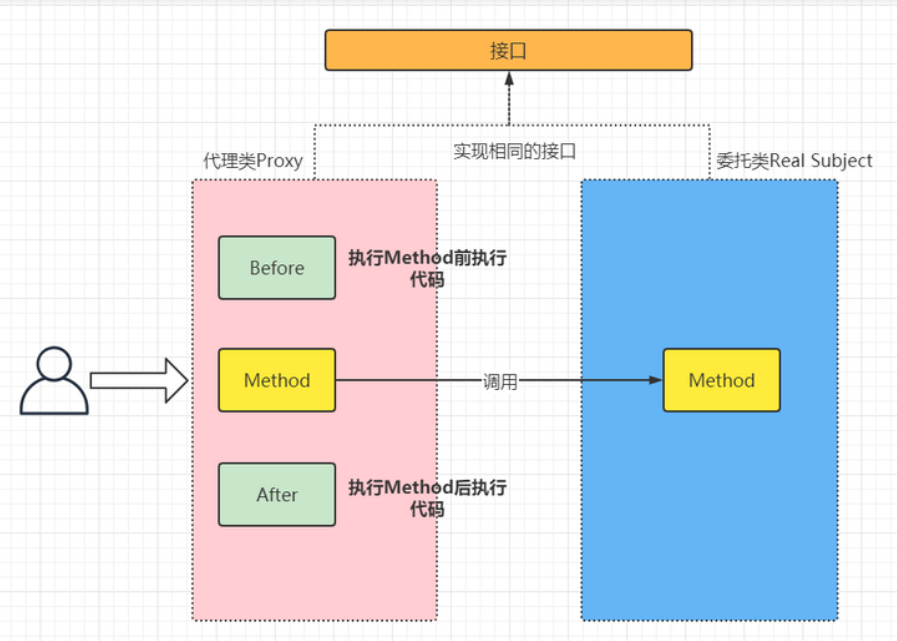 接口
实现相同的接口
代理类Proxy
委托类Real Subject
Before
执行Method前执行
代码
Method
调用
Method
After
执行Method后执行
代码